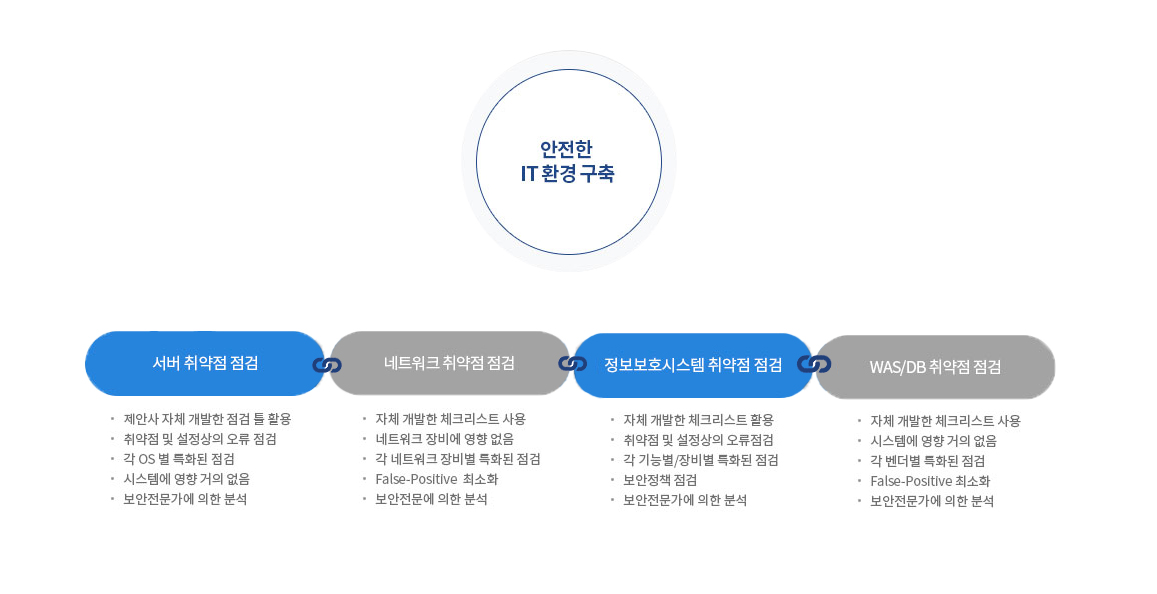 안전한
IT 환경 구축
서버 취약점 점검
제안사 자체 개발한 점검 틀 활용
취약점 및 설정상의 오류 점검
각 OS 별 특화된 점검
시스템에 영향 거의 없음
보안전문가에 의한 분석
네트워크 취약점 점검
자체 개발한 체크리스트 사용
네트워크 장비에 영향 없음
각 네트워크 장비별 특화된 점검
False-Positive 최소화
보안전문에 의한 분석
정보보호시스템 취약점 점검
자체 개발한 체크리스트 활용
취약점 및 설정상의 오류점검
각 기능별/장비별 특화된 점검
보안정책 점검
보안전문가에 의한 분석
WAS/DB 취약점 점검
자체 개발한 체크리스트 사용
시스템에 영향 거의 없음
각 벤더별 특화된 점검
False-Positive 최소화
보안전문가에 의한 분석